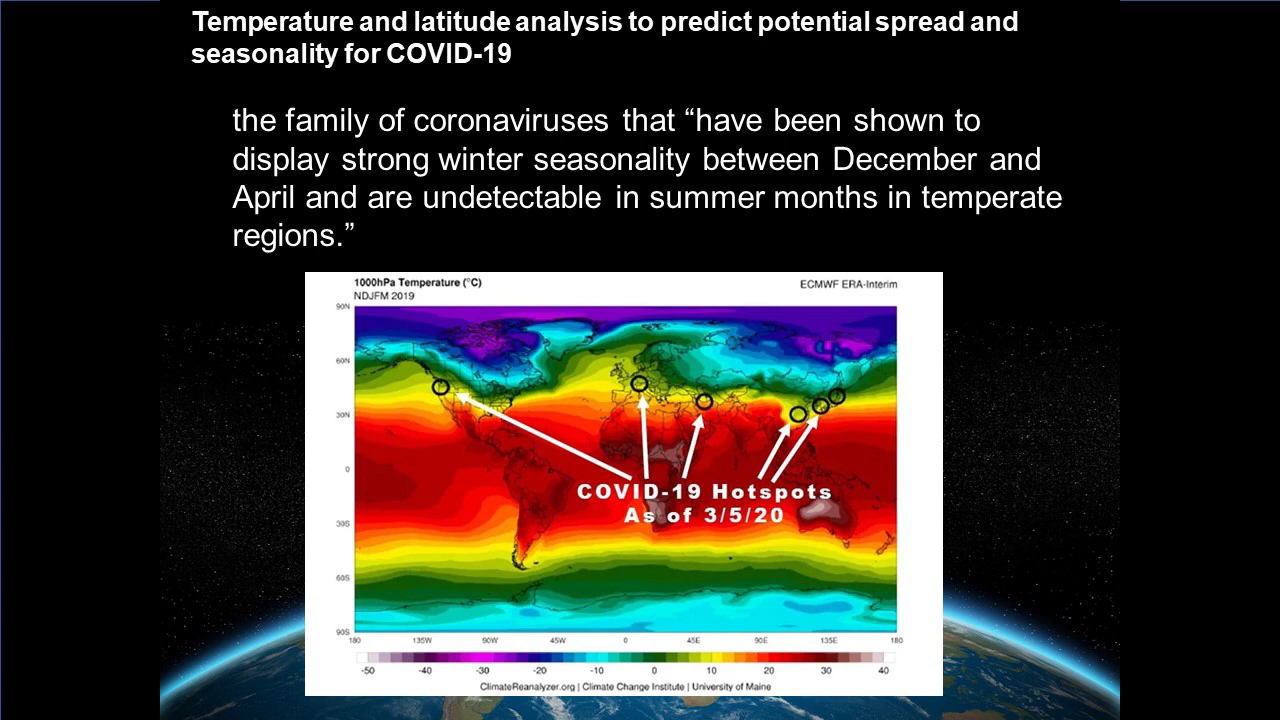 Temperature and latitude analysis to predict potential spread and
seasonality for COVID-19
the family of coronaviruses that “have been shown to
display strong winter seasonality between December and
April and are undetectable in summer months in temperate
regions.”
1000hPa Temperature (°C)
ECMWF ERA-Interim
NDJFM 2019
90N
60N
30N
0
30S
60S
90S
COVID-19 Hotspots
As of 3/5/20
180 135W 90W 45W 0 45E 90E 135E 180
-50 -40 -30 -20 -10 0 10 20 30 40
ClimateReanalyzer.org | Climate Change Institute | University of Maine